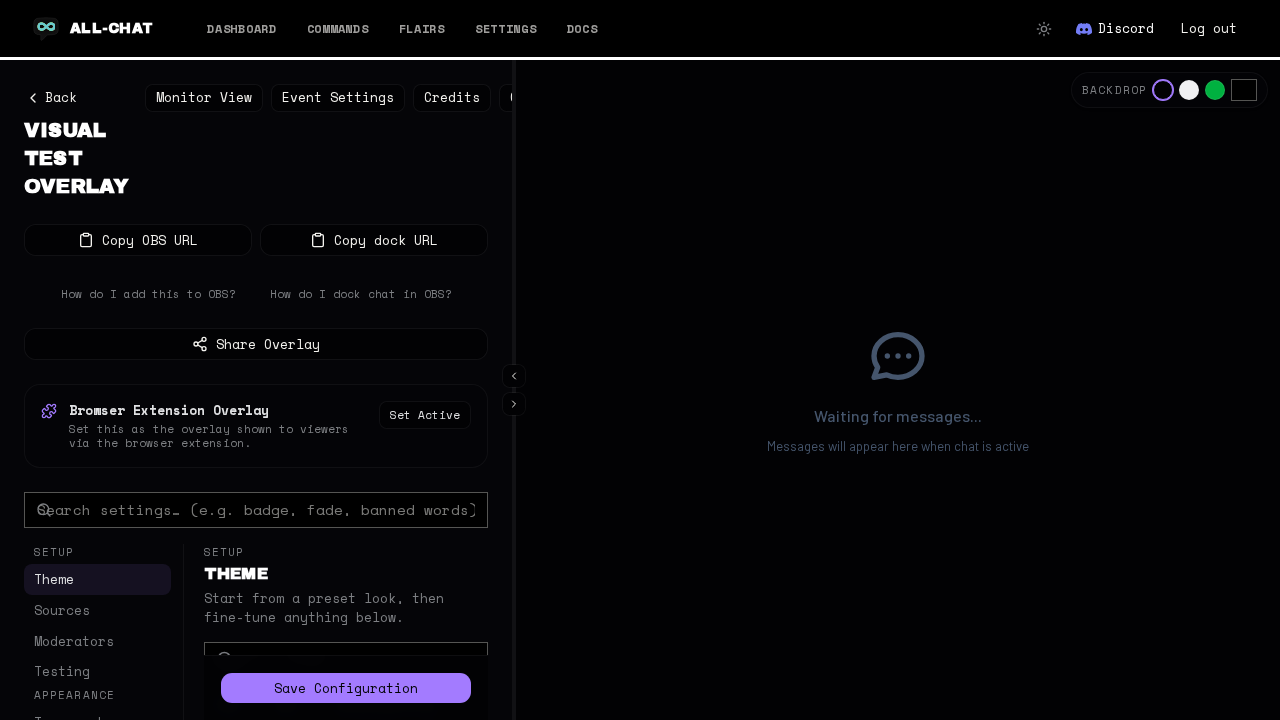 ALL-CHAT
DASHBOARD
COMMANDS
FLAIRS
SETTINGS
DOCS
Discord
Log out
Back
Monitor View
Event Settings
Credits
VISUAL
TEST
OVERLAY
Copy OBS URL
Copy dock URL
How do I add this to OBS?
How do I dock chat in OBS?
Share Overlay
Browser Extension Overlay
Set this as the overlay shown to viewers
via the browser extension.
Set Active
Search settings… (e.g. badge, fade, banned words)
SETUP
Theme
Sources
Moderators
Testing
APPEARANCE
SETUP
THEME
Start from a preset look, then
fine-tune anything below.
Save Configuration
BACKDROP
Waiting for messages...
Messages will appear here when chat is active